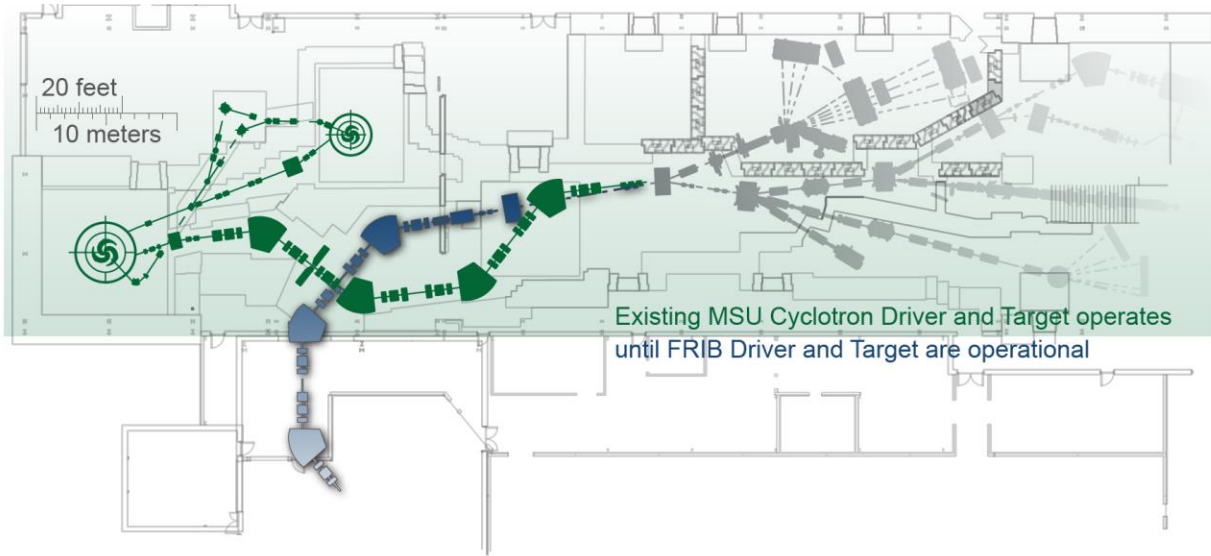 20 feet
10 meters
Existing MSU Cyclotron Driver and Target operates
until FRIB Driver and Target are operational